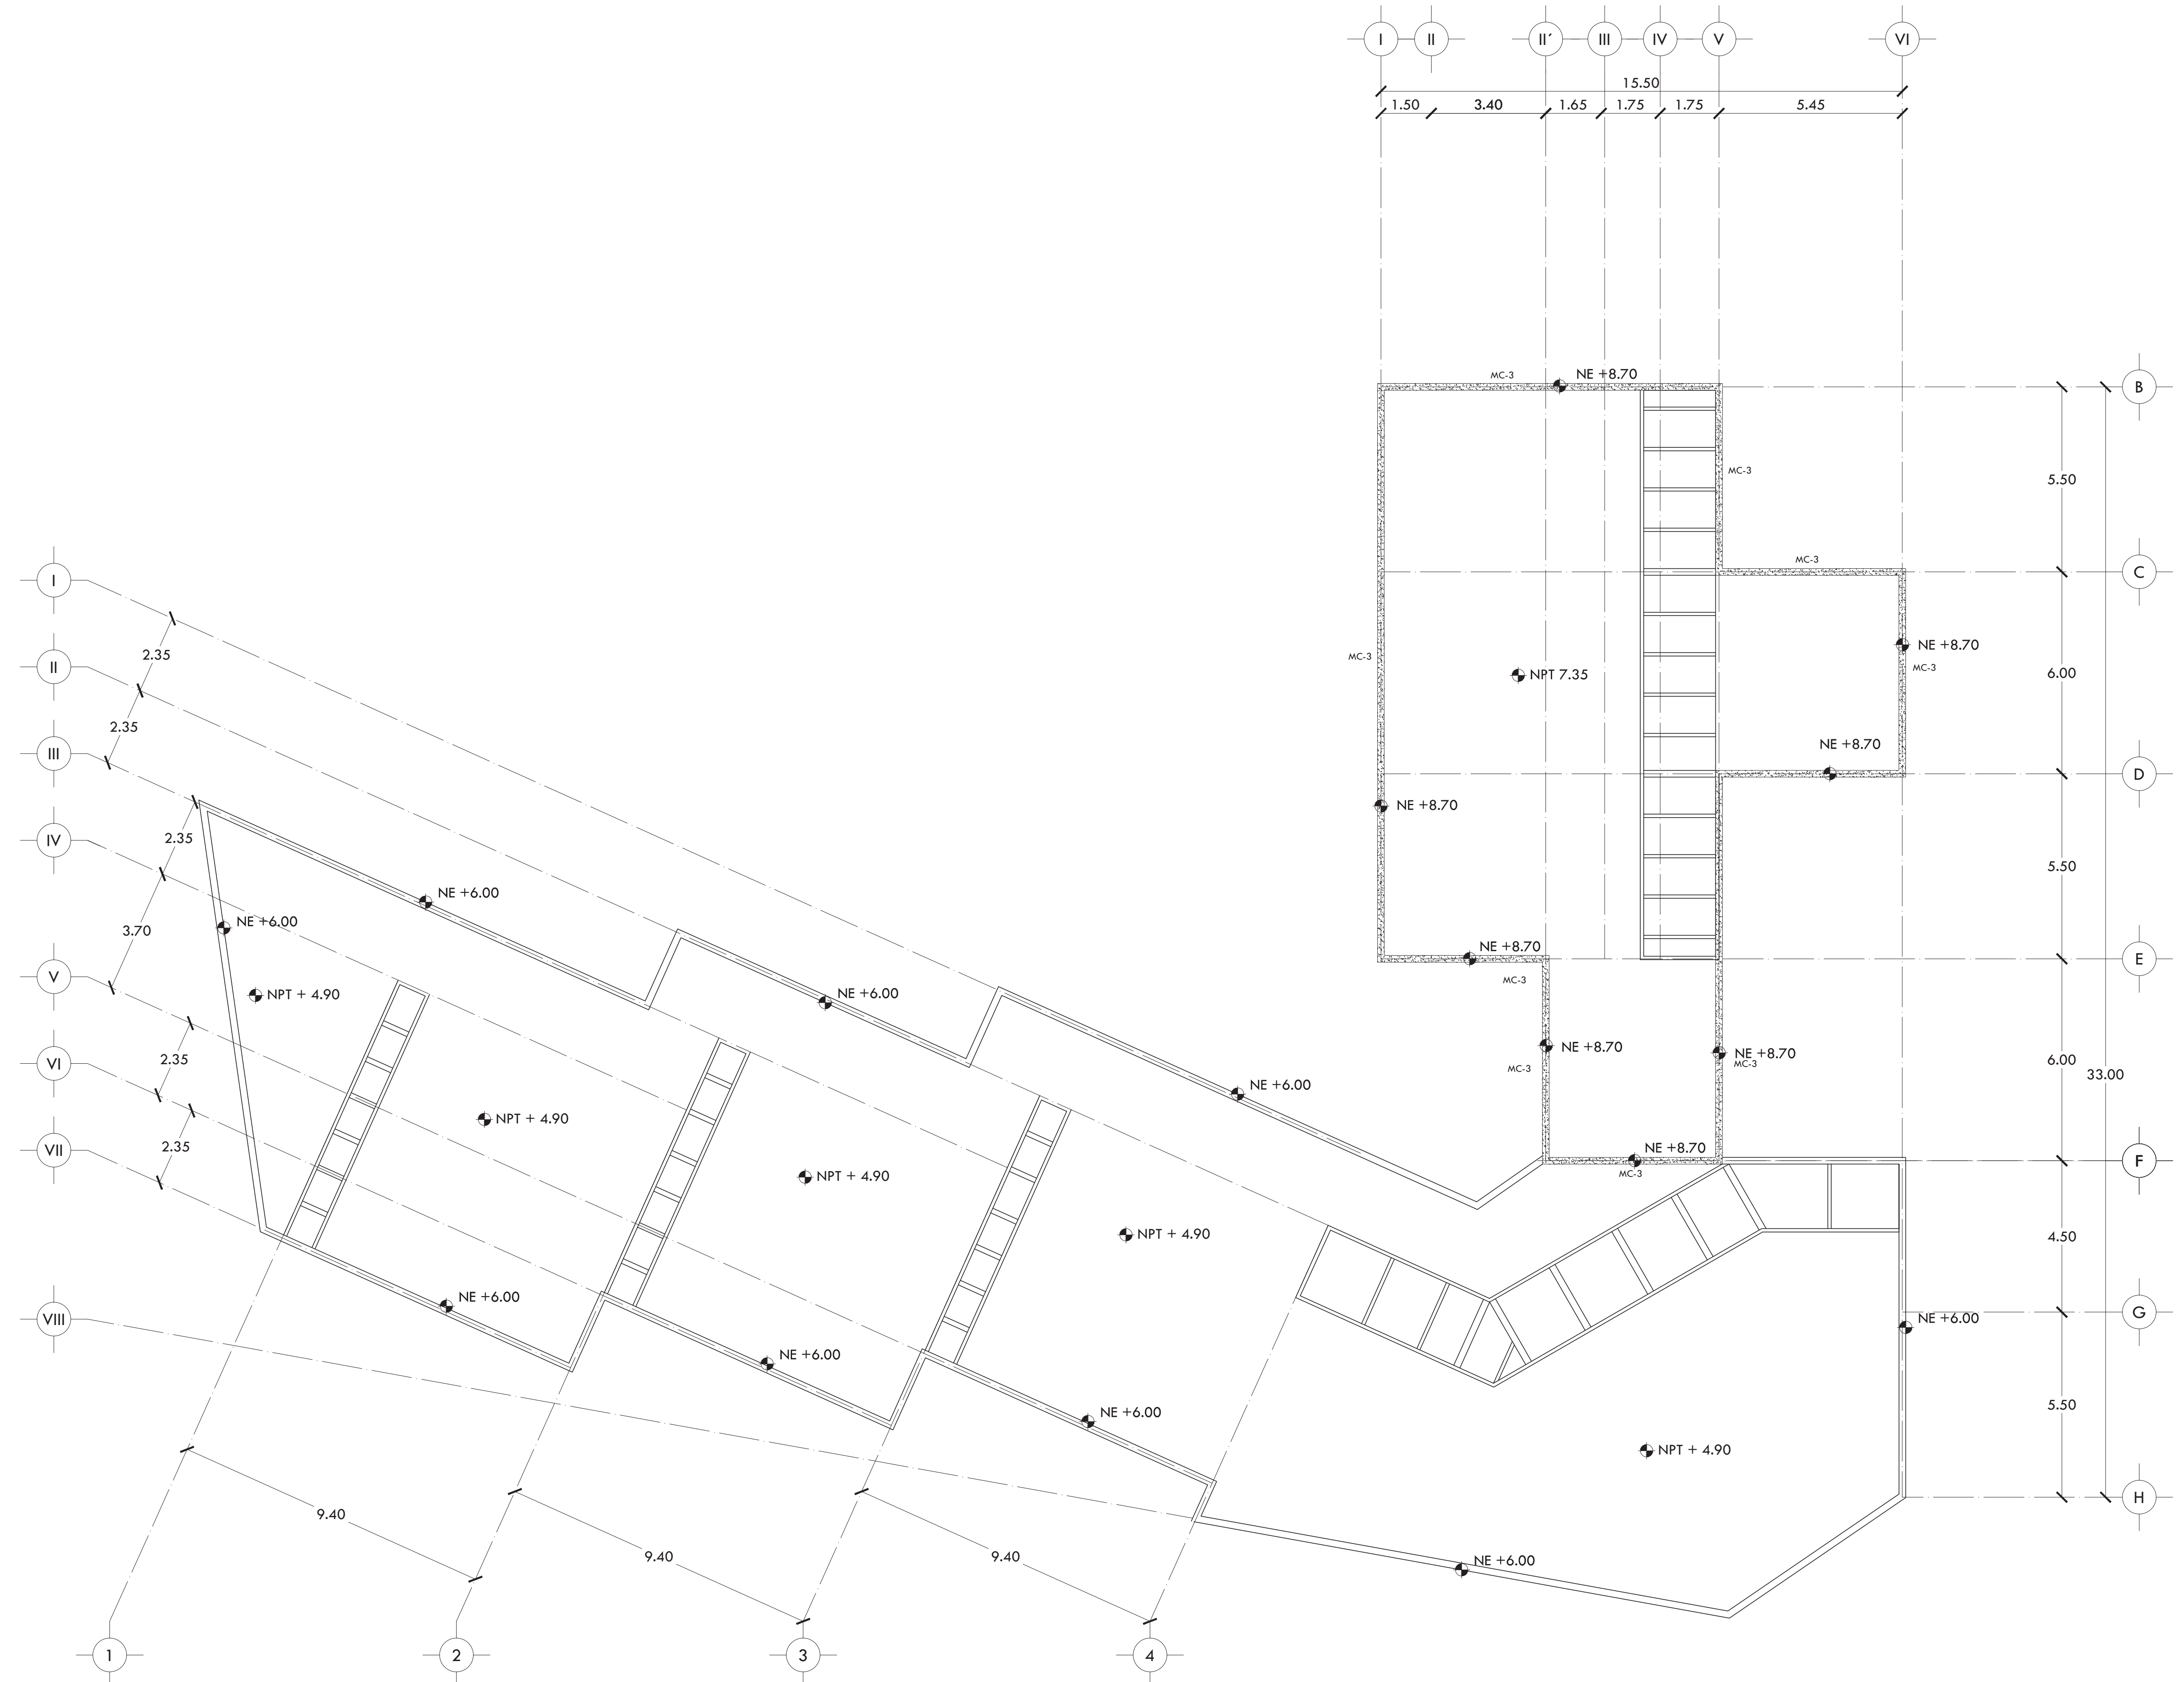 I II II´ III IV V VI
15.50
1.50 3.40 1.65 1.75 1.75 5.45
MC-3 NE +8.70
B
MC-3
5.50
MC-3
C
I
NE +8.70
2.35
MC-3
MC-3
II
6.00
NPT 7.35
2.35
NE +8.70
III
D
NE +8.70
2.35
IV
5.50
NE +6.00
NE +6.00
3.70
NE +8.70
E
V
MC-3
NPT + 4.90
NE +6.00
NE +8.70
NE +8.70
2.35
6.00
VI
MC-3
MC-3
33.00
NE +6.00
NPT + 4.90
2.35
VII
NE +8.70
F
MC-3
NPT + 4.90
NPT + 4.90
4.50
NE +6.00
G
VIII
NE +6.00
NE +6.00
5.50
NE +6.00
NPT + 4.90
H
9.40
9.40
9.40
NE +6.00
1 2 3 4